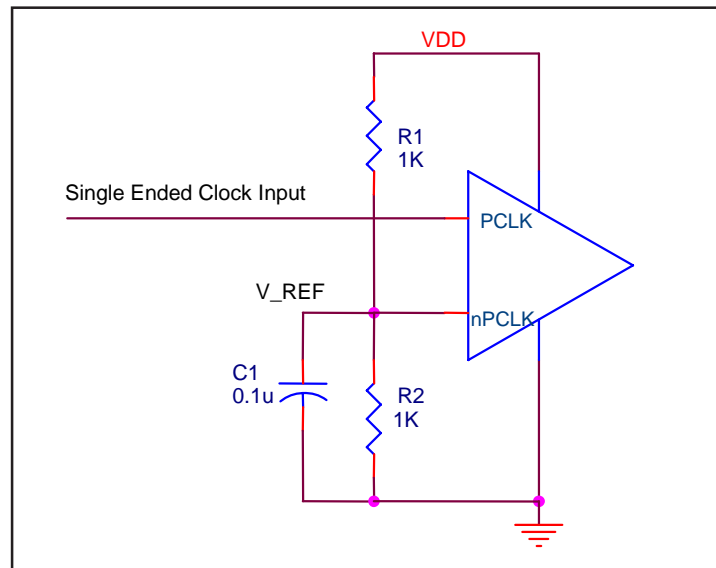 VDD
R1
1K
Single Ended Clock Input
PCLK
V_REF
nPCLK
C1
0.1u
R2
1K